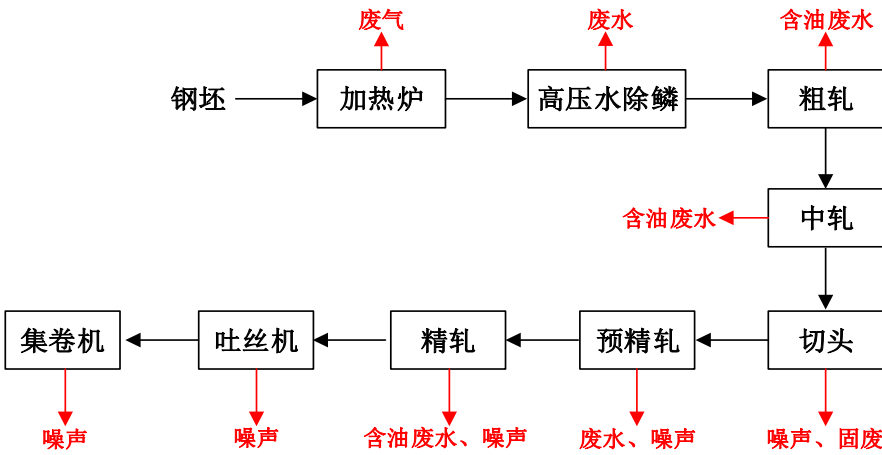 废气
废水
含油废水
钢坯
加热炉
高压水除鳞
粗轧
含油废水
中轧
集卷机
吐丝机
精轧
预精轧
切头
噪声
噪声
含油废水、噪声
废水、噪声
噪声、固废